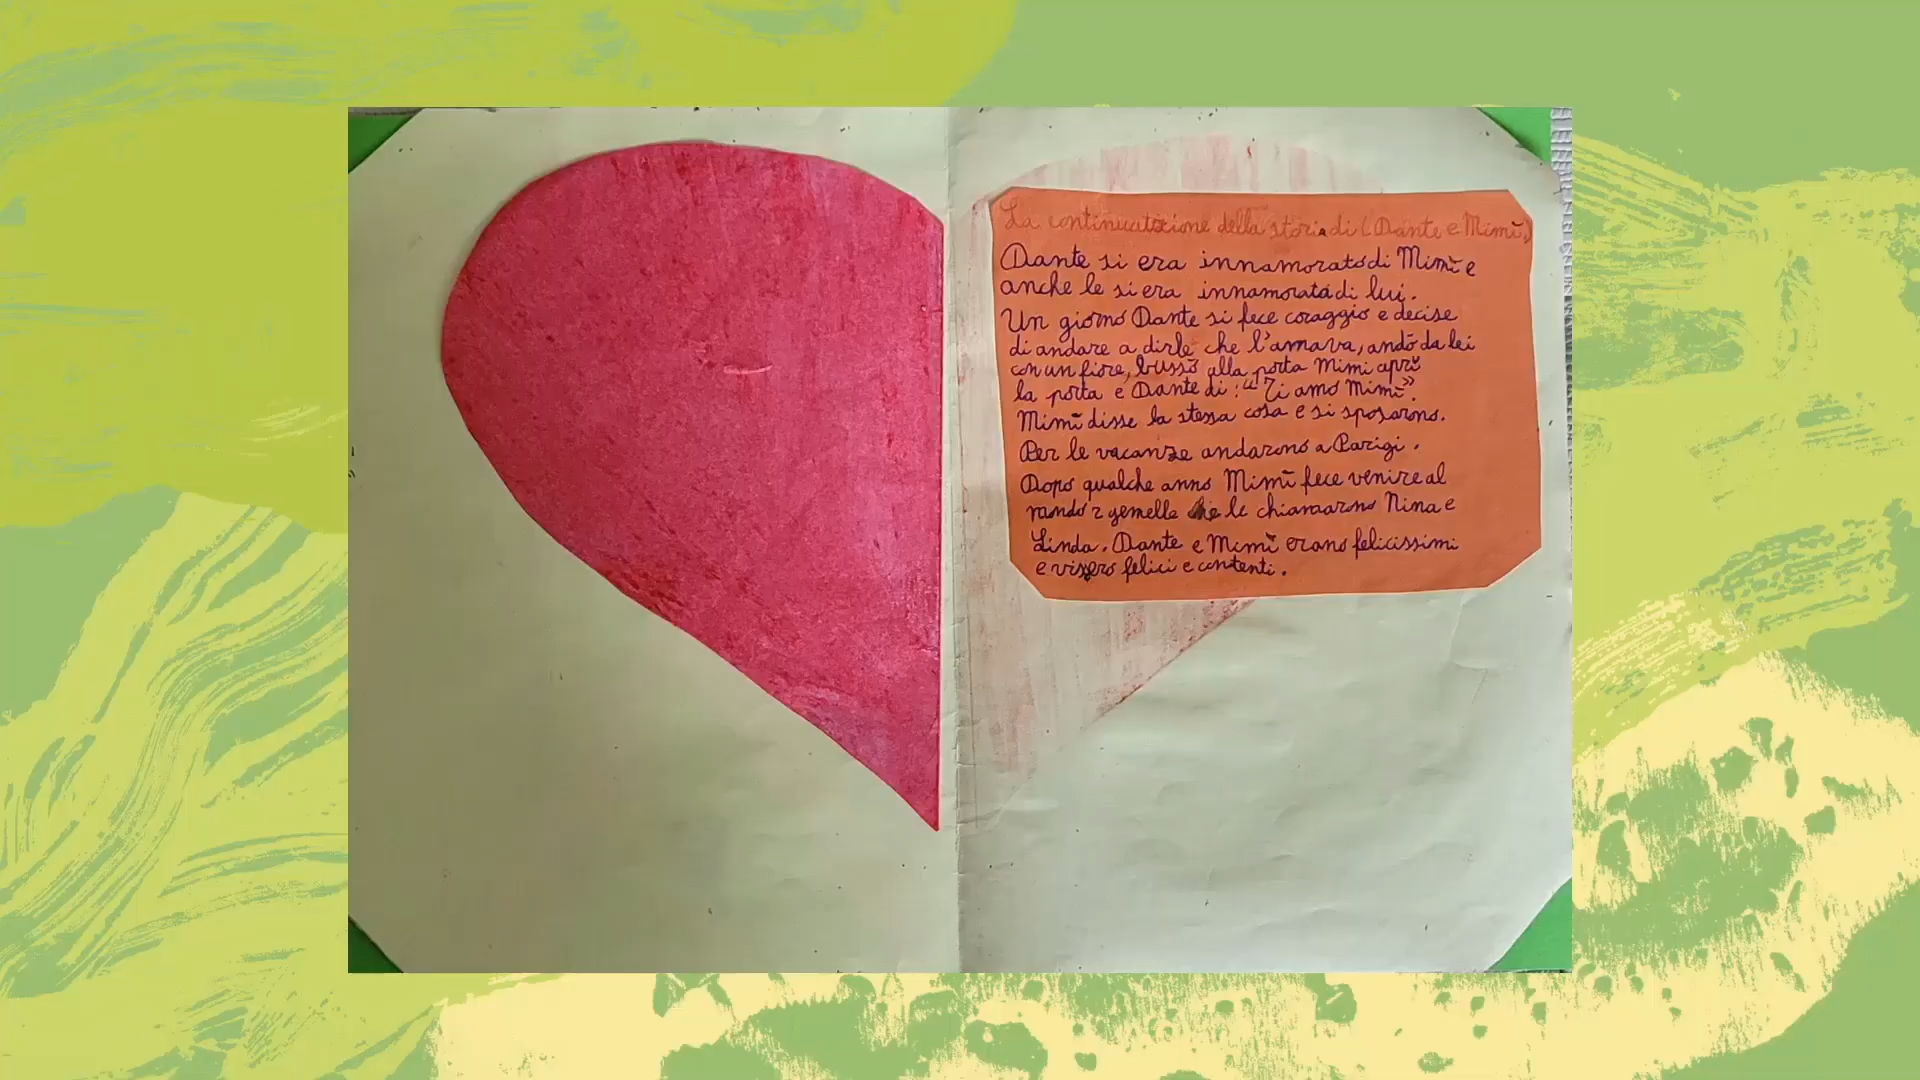 La continuazione della storia di (Dante e Mimì)
Dante si era innamorato di Mimì e
anche le si era innamorata di lui.
Un giorno Dante si fece coraggio e decise
di andare a dirle che l'amava, andò da lei
con un fiore, bussò alla porta Mimì aprì
la porta e Dante di: "Ti amo Mimì".
Mimì disse la stessa cosa e si sposarono.
Per le vacanze andarono a Parigi.
Dopo qualche anno Mimì fece venire al
mondo 2 gemelle che le chiamarono Nina e
Linda. Dante e Mimì erano felicissimi
e vissero felici e contenti.